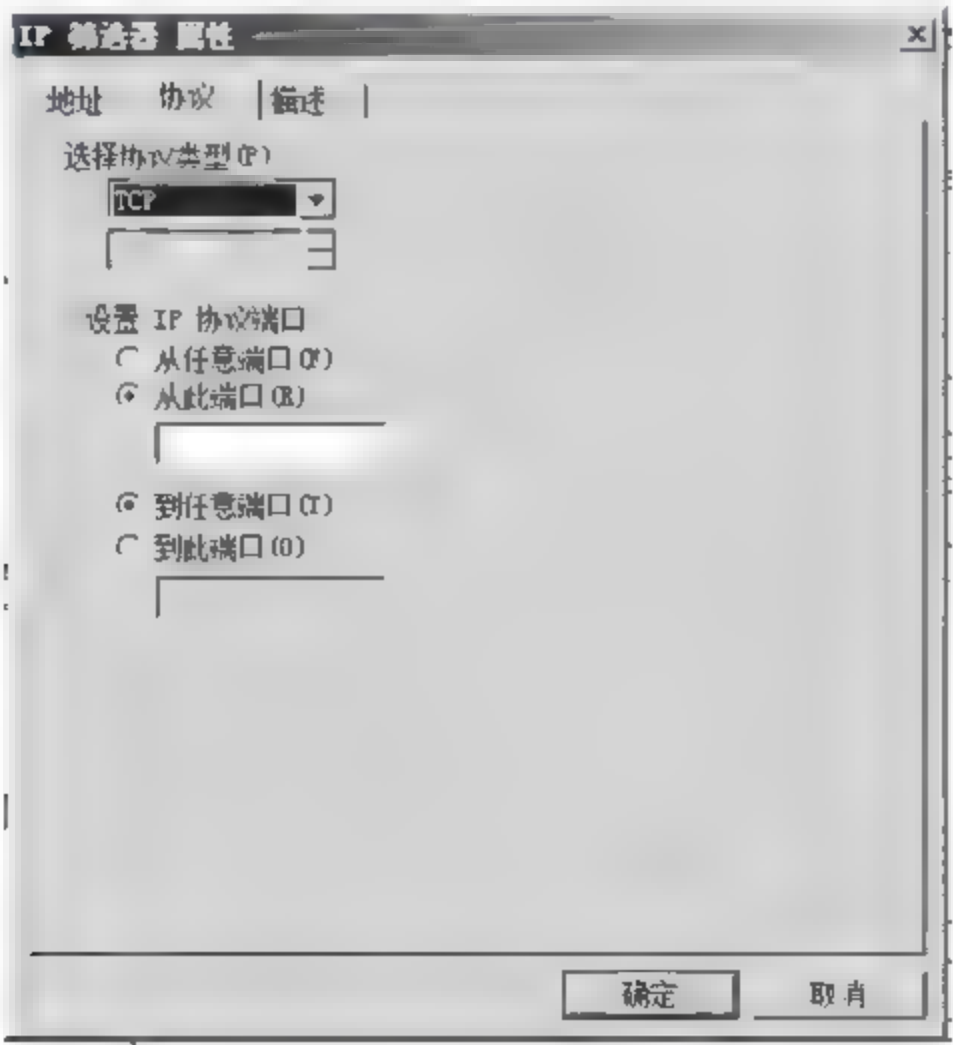 IP 筛选器 属性
地址 协议 描述
选择协议类型(P)
TCP
设置 IP 协议端口
从任意端口(F)
从此端口(R)
到任意端口(T)
到此端口(O)
确定 取消